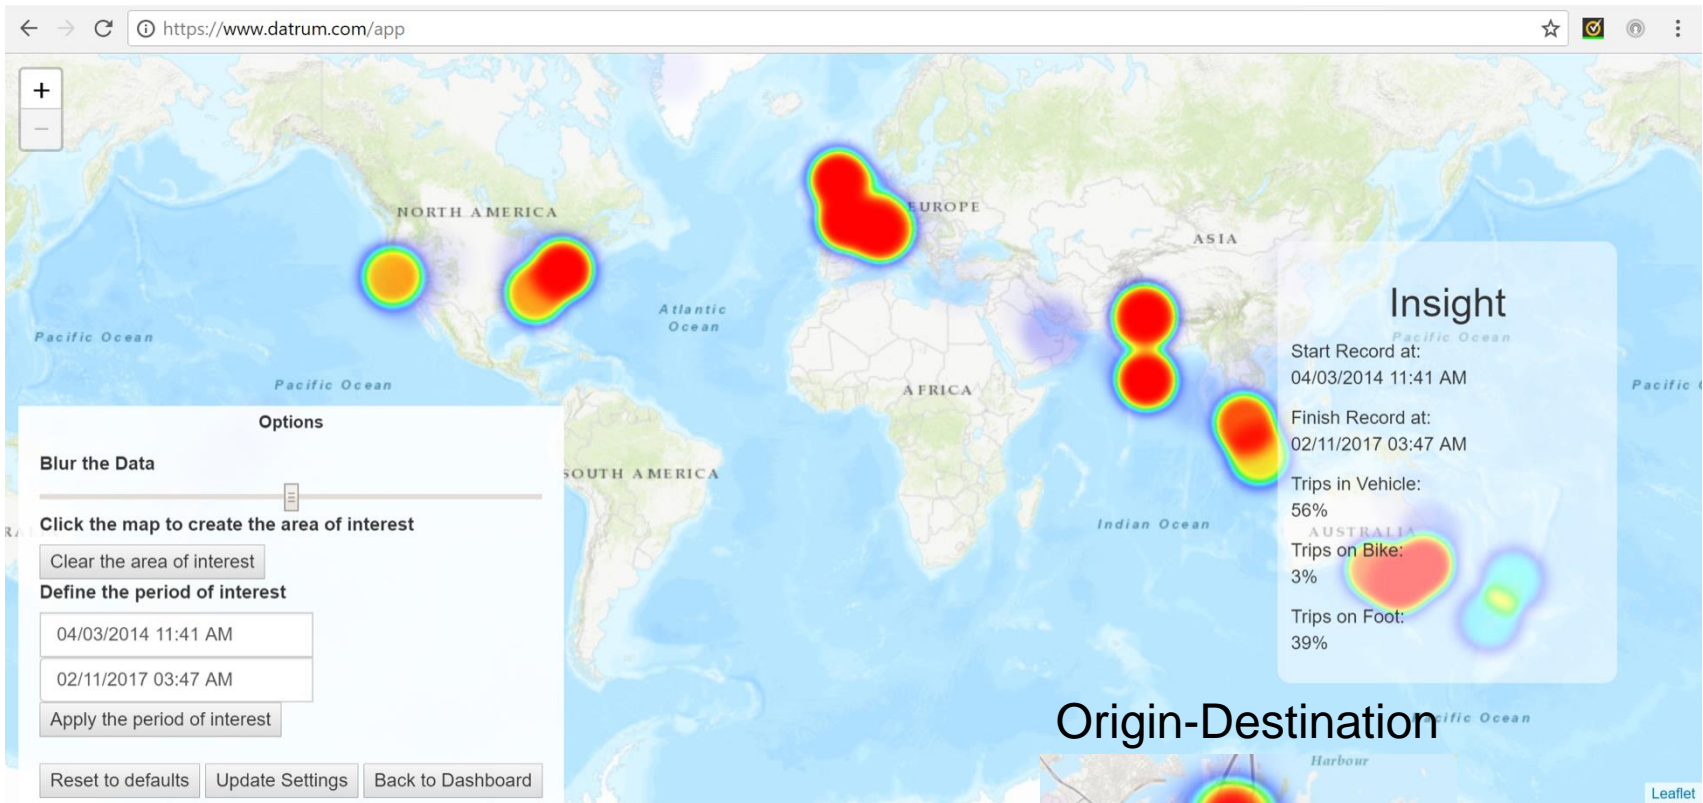 https://www.datrum.com/app
+
−
NORTH AMERICA
EUROPE
ASIA
Atlantic
Ocean
Pacific Ocean
Pacific Ocean
AFRICA
Pacific
SOUTH AMERICA
Indian Ocean
AUSTRALIA
Insight
Pacific Ocean
Start Record at:
04/03/2014 11:41 AM
Finish Record at:
02/11/2017 03:47 AM
Trips in Vehicle:
56%
Trips on Bike:
3%
Trips on Foot:
39%
Options
Blur the Data
Click the map to create the area of interest
Clear the area of interest
Define the period of interest
04/03/2014 11:41 AM
02/11/2017 03:47 AM
Apply the period of interest
Reset to defaults Update Settings Back to Dashboard
Origin-Destination
Ocean
Harbour
Leaflet